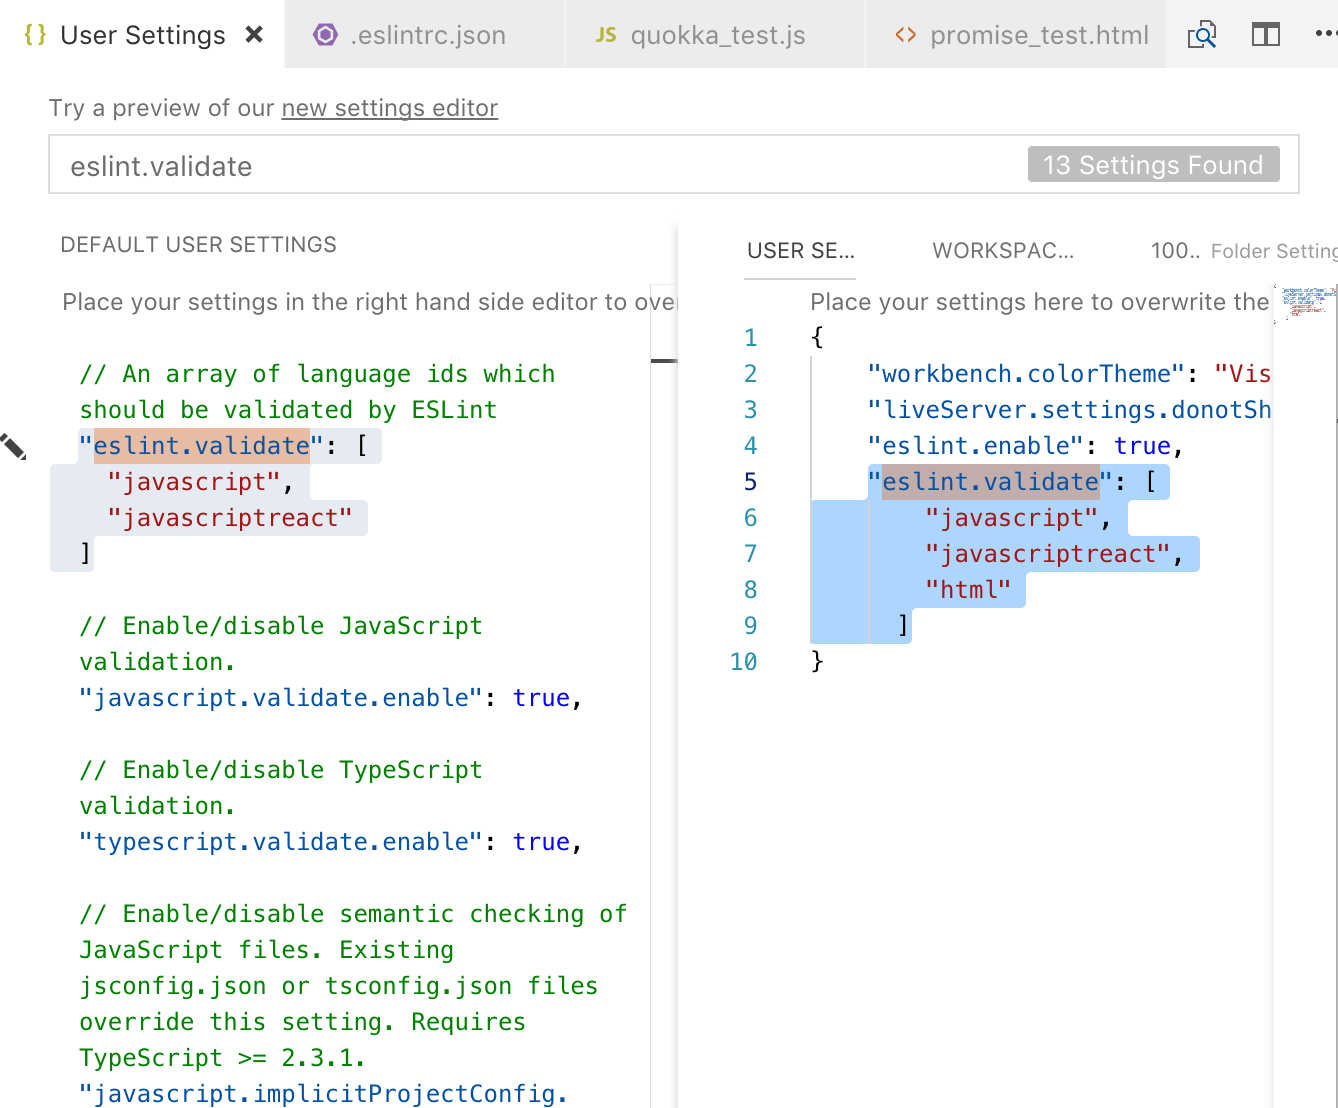 {} User Settings ×
.eslintrc.json
JS quokka_test.js
<> promise_test.html
Try a preview of our new settings editor
eslint.validate
13 Settings Found
DEFAULT USER SETTINGS
Place your settings in the right hand side editor to over
// An array of language ids which
should be validated by ESLint
"eslint.validate": [
"javascript",
"javascriptreact"
]
// Enable/disable JavaScript
validation.
"javascript.validate.enable": true,
// Enable/disable TypeScript
validation.
"typescript.validate.enable": true,
// Enable/disable semantic checking of
JavaScript files. Existing
jsconfig.json or tsconfig.json files
override this setting. Requires
TypeScript >= 2.3.1.
"javascript.implicitProjectConfig.
USER SE...
WORKSPAC...
100.. Folder Setting
Place your settings here to overwrite the
1 {
2 "workbench.colorTheme": "Vis
3 "liveServer.settings.donotSh
4 "eslint.enable": true,
5 "eslint.validate": [
6 "javascript",
7 "javascriptreact",
8 "html"
9 ]
10 }